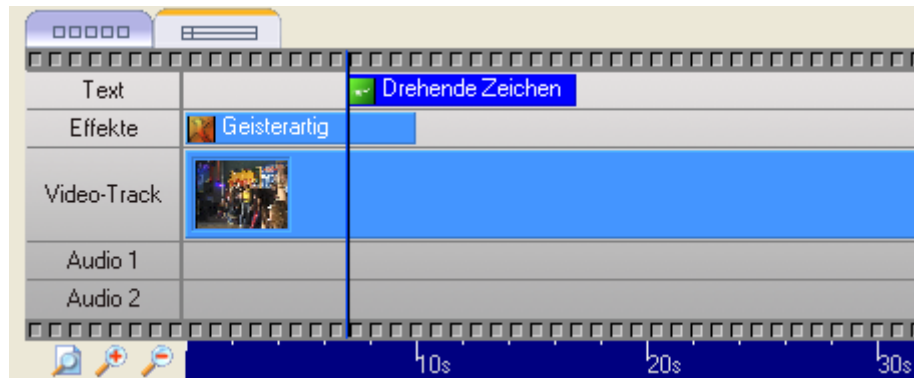 Text
Drehende Zeichen
Effekte
Geisterartig
Video-Track
Audio 1
Audio 2
10s
20s
30s